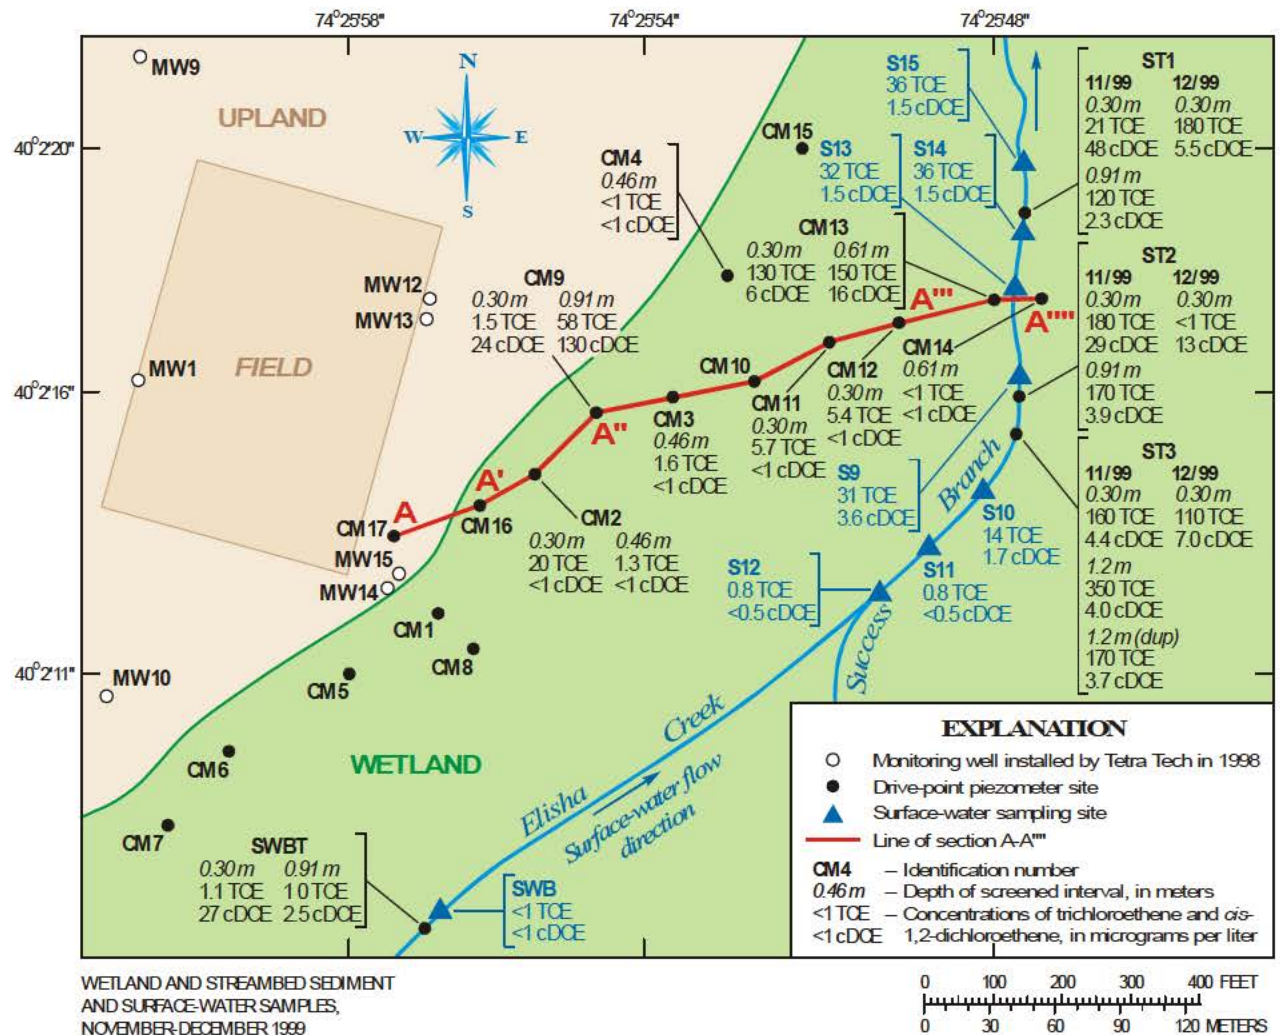 74°25'58"
74°25'54"
74°25'48"
MW9
UPLAND
N
W
E
S
40°2'20"
CM15
S15
36 TCE
1.5 cDCE
ST1
11/99 12/99
0.30 m 0.30 m
21 TCE 180 TCE
48 cDCE 5.5 cDCE
0.91 m
120 TCE
2.3 cDCE
CM4
0.46 m
<1 TCE
<1 cDCE
S13
32 TCE
1.5 cDCE
S14
36 TCE
1.5 cDCE
CM13
0.30 m 0.61 m
130 TCE 150 TCE
6 cDCE 16 cDCE
MW12
MW13
CM9
0.30 m 0.91 m
1.5 TCE 58 TCE
24 cDCE 130 cDCE
A'''
A''''
ST2
11/99 12/99
0.30 m 0.30 m
180 TCE <1 TCE
29 cDCE 13 cDCE
0.91 m
170 TCE
3.9 cDCE
MW1
FIELD
40°2'16"
CM10
CM14
0.61 m
<1 TCE
<1 cDCE
CM12
0.30 m
5.4 TCE
<1 cDCE
CM11
0.30 m
5.7 TCE
<1 cDCE
CM3
0.46 m
1.6 TCE
<1 cDCE
A''
A'
A
CM17
CM16
CM2
0.30 m 0.46 m
20 TCE 1.3 TCE
<1 cDCE <1 cDCE
S9
31 TCE
3.6 cDCE
Branch
S10
14 TCE
1.7 cDCE
ST3
11/99 12/99
0.30 m 0.30 m
160 TCE 110 TCE
4.4 cDCE 7.0 cDCE
1.2 m
350 TCE
4.0 cDCE
1.2 m (dup)
170 TCE
3.7 cDCE
MW15
MW14
S12
0.8 TCE
<0.5 cDCE
S11
0.8 TCE
<0.5 cDCE
CM1
CM8
Success
40°2'11"
MW10
CM5
CM6
WETLAND
Creek
Elisha
Surface-water flow
direction
CM7
SWBT
0.30 m 0.91 m
1.1 TCE 1.0 TCE
27 cDCE 2.5 cDCE
SWB
<1 TCE
<1 cDCE
EXPLANATION
Monitoring well installed by Tetra Tech in 1998
Drive-point piezometer site
Surface-water sampling site
Line of section A-A''''
CM4 – Identification number
0.46 m – Depth of screened interval, in meters
<1 TCE – Concentrations of trichloroethene and cis-
<1 cDCE 1,2-dichloroethene, in micrograms per liter
WETLAND AND STREAMBED SEDIMENT
AND SURFACE-WATER SAMPLES,
NOVEMBER-DECEMBER 1999
0 100 200 300 400 FEET
0 30 60 90 120 METERS